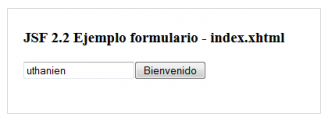 JSF 2.2 Ejemplo formulario - index.xhtml
uthanien Bienvenido